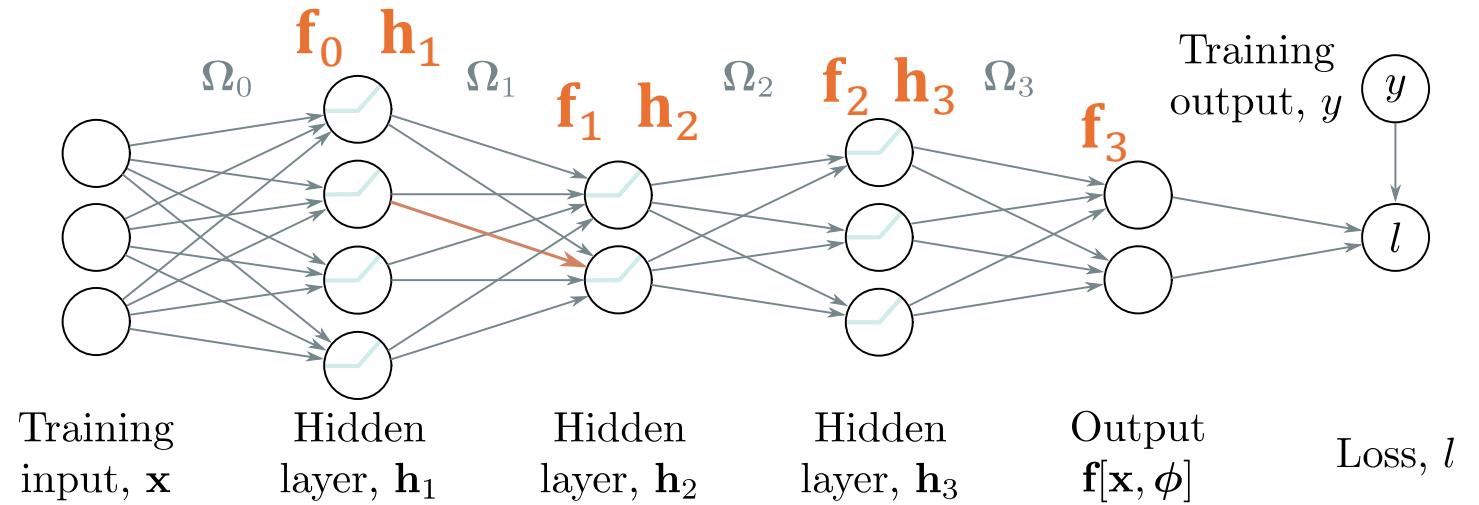 f₀ h₁
Ω₀
Ω₁
f₁ h₂
Ω₂
f₂ h₃
Ω₃
f₃
Training
output, y
y
l
Training
input, x
Hidden
layer, h₁
Hidden
layer, h₂
Hidden
layer, h₃
Output
f[x, ϕ]
Loss, l